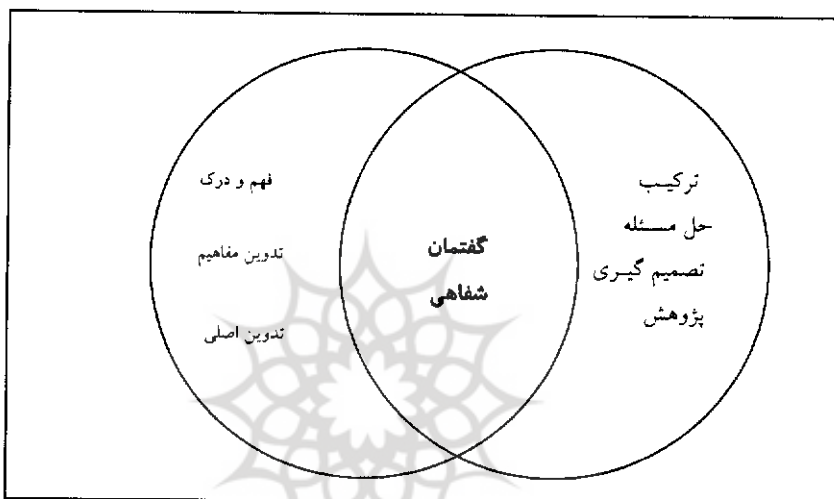 ترکیب
حل مسئله
تصمیم گیری
پژوهش
گفتمان
شفاهی
فهم و درک
تدوین مفاهیم
تدوین اصلی